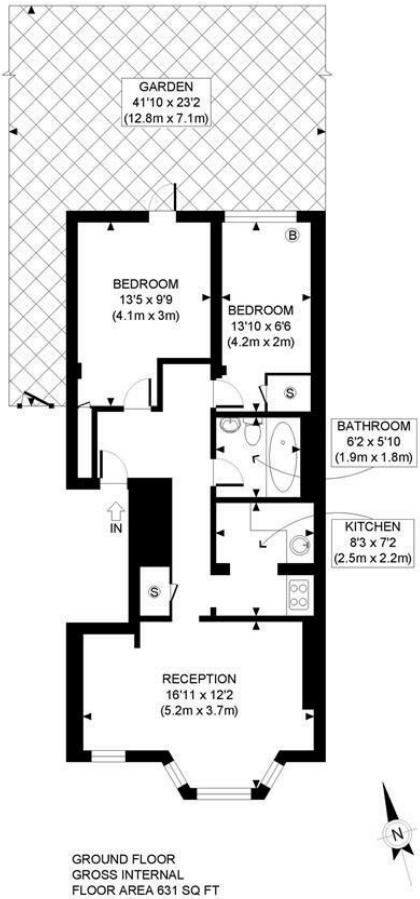 GARDEN
41'10 x 23'2
(12.8m x 7.1m)
B
BEDROOM
13'5 x 9'9
(4.1m x 3m)
BEDROOM
13'10 x 6'6
(4.2m x 2m)
S
BATHROOM
6'2 x 5'10
(1.9m x 1.8m)
IN
KITCHEN
8'3 x 7'2
(2.5m x 2.2m)
S
RECEPTION
16'11 x 12'2
(5.2m x 3.7m)
N
GROUND FLOOR
GROSS INTERNAL
FLOOR AREA 631 SQ FT